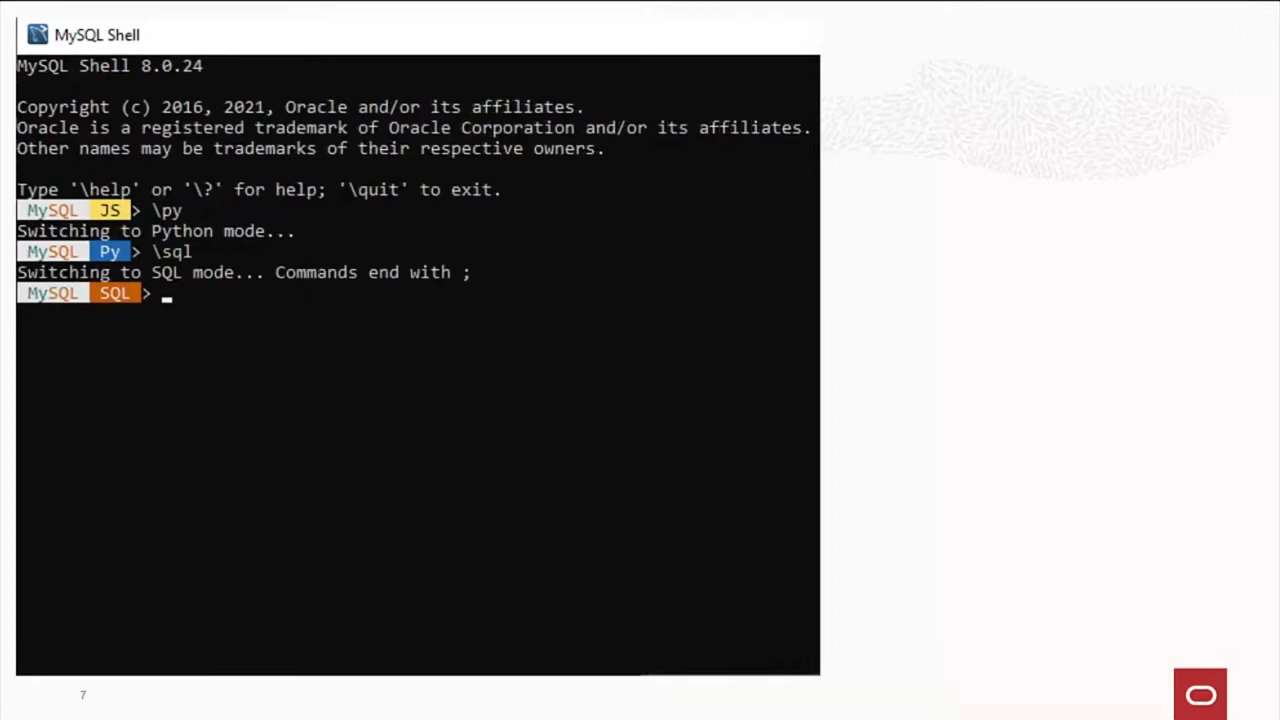 MySQL Shell
MySQL Shell 8.0.24
Copyright (c) 2016, 2021, Oracle and/or its affiliates.
Oracle is a registered trademark of Oracle Corporation and/or its affiliates.
Other names may be trademarks of their respective owners.
Type '\help' or '\?' for help; '\quit' to exit.
MySQL JS > \py
Switching to Python mode...
MySQL Py > \sql
Switching to SQL mode... Commands end with ;
MySQL SQL > _
7